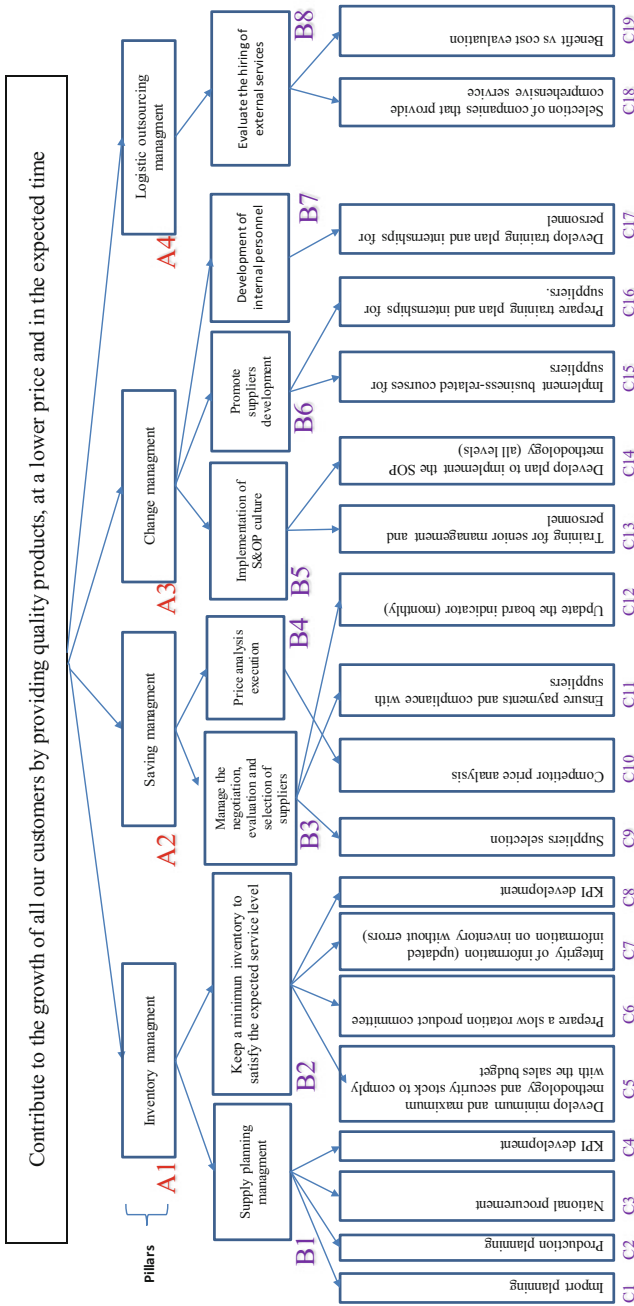 Contribute to the growth of all our customers by providing quality products, at a lower price and in the expected time
Pillars
Inventory managment
A1
Saving managment
A2
Change managment
A3
Logistic outsourcing
managment
A4
Supply planning
managment
B1
Keep a minimun inventory to
satisfy the expected service level
B2
Manage the
negotiation,
evaluation and
selection of
suppliers
B3
Price analysis
execution
B4
Implementation of
S&OP culture
B5
Promote
suppliers
development
B6
Development of
internal personnel
B7
Evaluate the hiring of
external services
B8
Import planning
C1
Production planning
C2
National procurement
C3
KPI development
C4
Develop minimum and maximum
methodology and security stock to comply
with the sales budget
C5
Prepare a slow rotation product committee
C6
Integrity of information (updated
information on inventory without errors)
C7
KPI development
C8
Suppliers selection
C9
Competitor price analysis
C10
Ensure payments and compliance with
suppliers
C11
Update the board indicator (monthly)
C12
Training for senior management and
personnel
C13
Develop plan to implement the SOP
methodology (all levels)
C14
Implement business-related courses for
suppliers
C15
Prepare training plan and internships for
suppliers.
C16
Develop training plan and internships for
personnel
C17
Selection of companies that provide
comprehensive service
C18
Benefit vs cost evaluation
C19